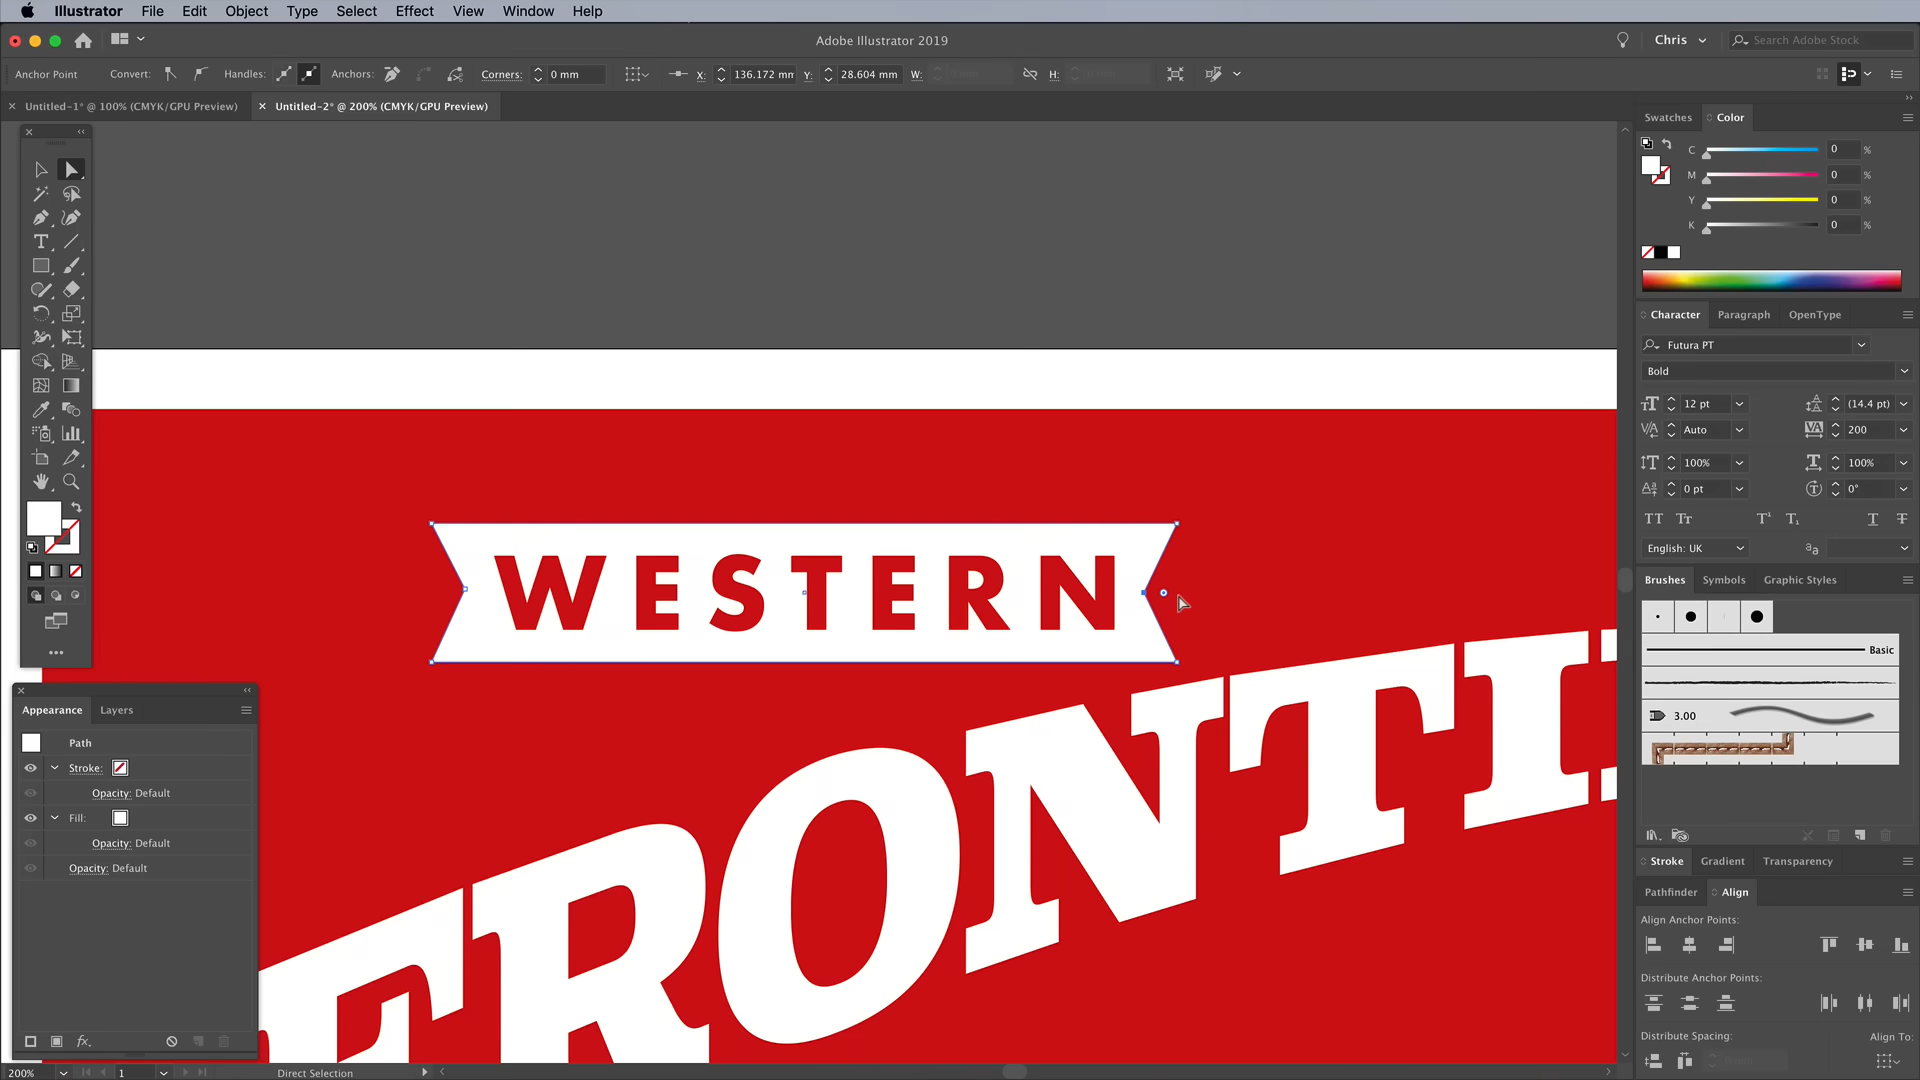 Illustrator File Edit Object Type Select Effect View Window Help
Adobe Illustrator 2019
Chris
Search Adobe Stock
Anchor Point Convert: Handles: Anchors: Corners: 0 mm X: 136.172 mm Y: 28.604 mm W: H:
Untitled-1* @ 100% (CMYK/GPU Preview) Untitled-2* @ 200% (CMYK/GPU Preview)
Swatches Color
C 0 %
M 0 %
Y 0 %
K 0 %
Character Paragraph OpenType
Futura PT
Bold
12 pt (14.4 pt)
Auto 200
100% 100%
0 pt 0°
English: UK
Brushes Symbols Graphic Styles
Basic
3.00
Stroke Gradient Transparency
Pathfinder Align
Align Anchor Points:
Distribute Anchor Points:
Distribute Spacing: Align To:
WESTERN
FRONTI
Appearance Layers
Path
Stroke:
Opacity: Default
Fill:
Opacity: Default
Opacity: Default
fx.
200% 1 Direct Selection